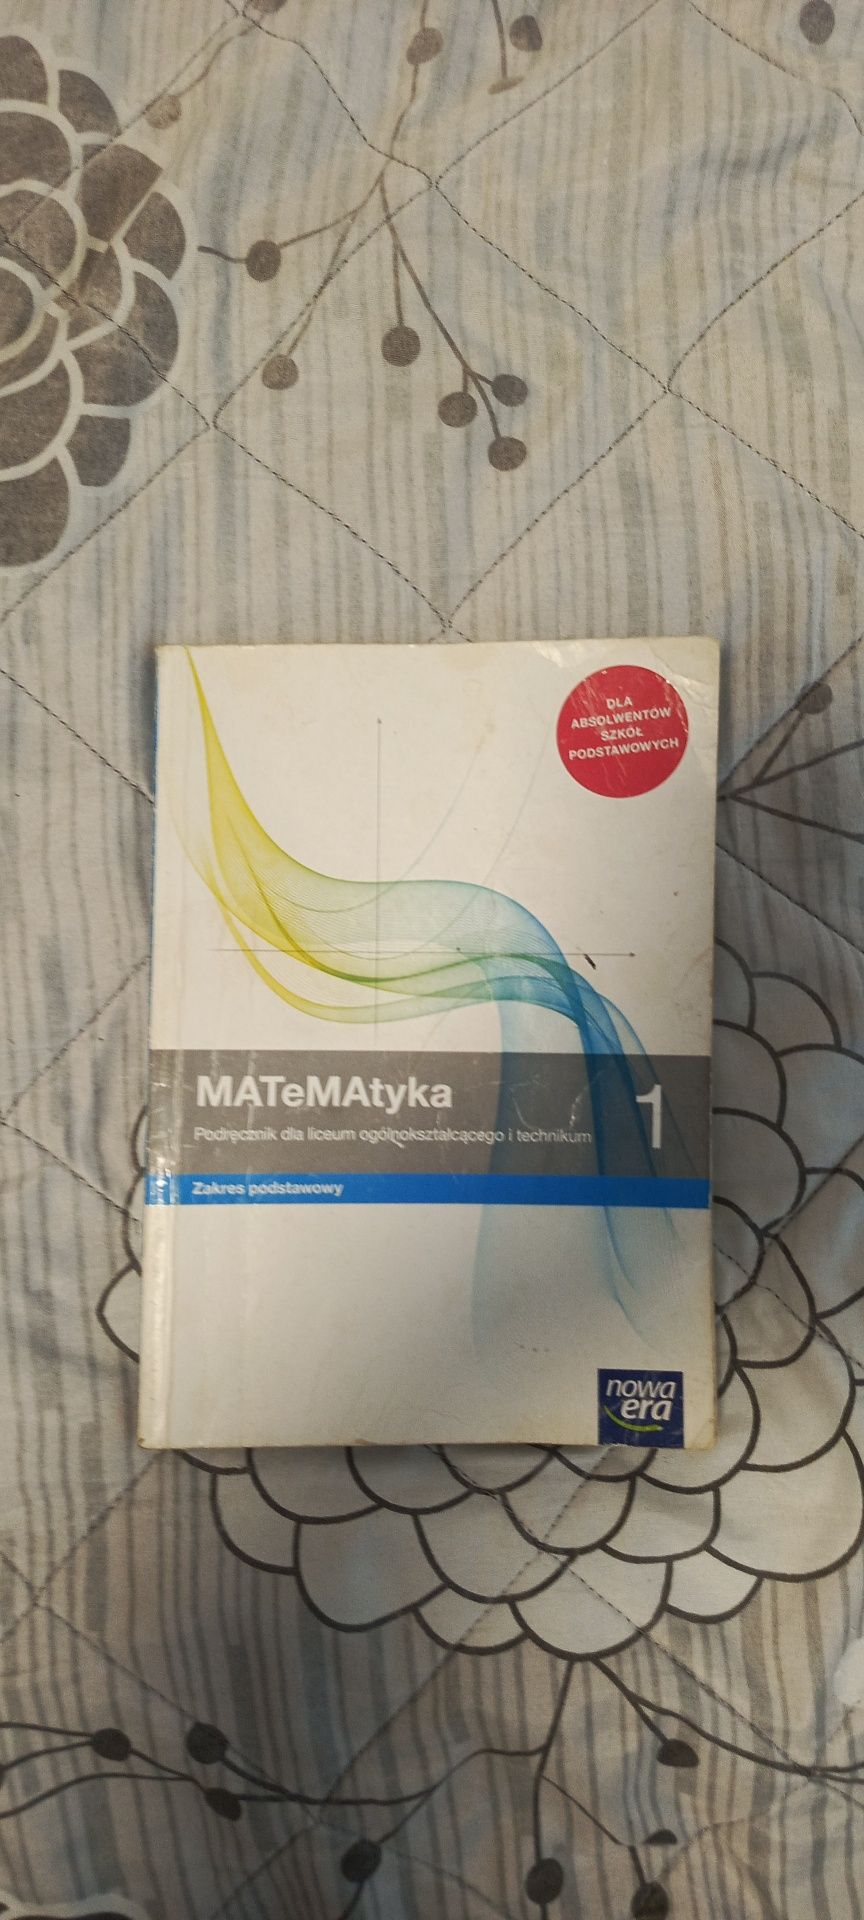 DLA
ABSOLWENTÓW
SZKÓŁ
PODSTAWOWYCH
MATeMAtyka 1
Podręcznik dla liceum ogólnokształcącego i technikum
Zakres podstawowy
nowa
era